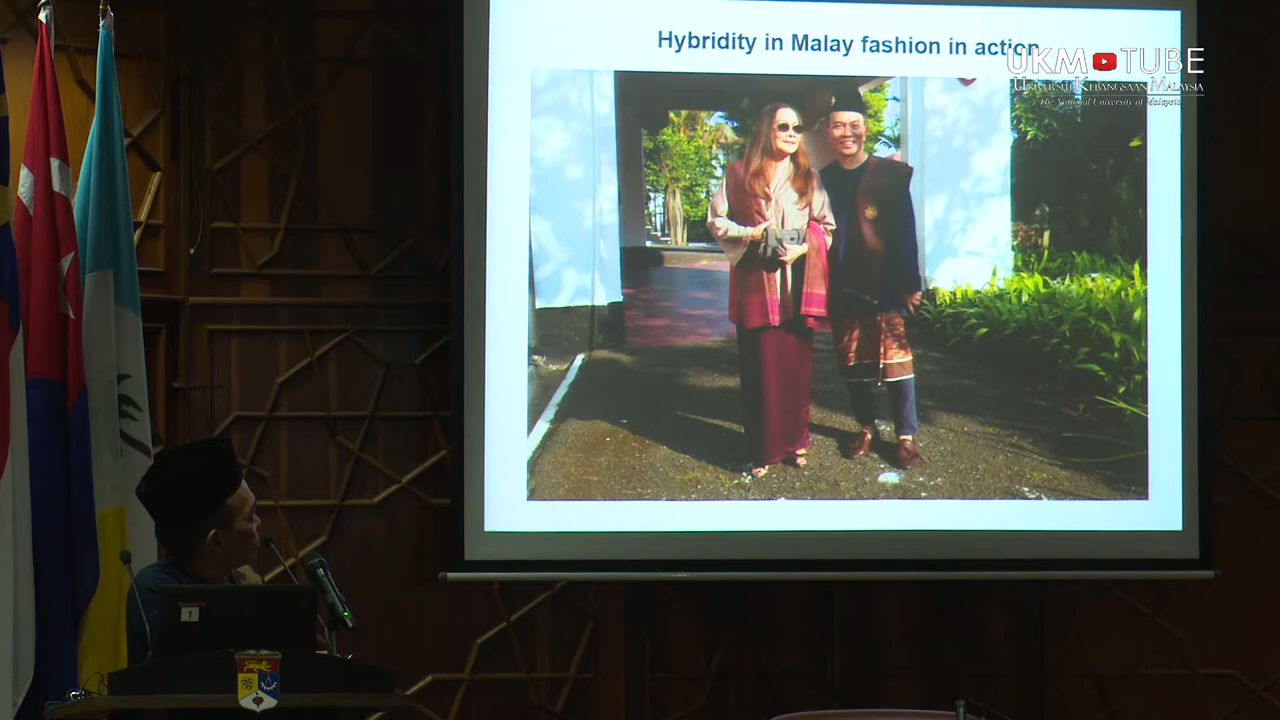 Hybridity in Malay fashion in action
UKM TUBE
UNIVERSITI KEBANGSAAN MALAYSIA
The National University of Malaysia
1